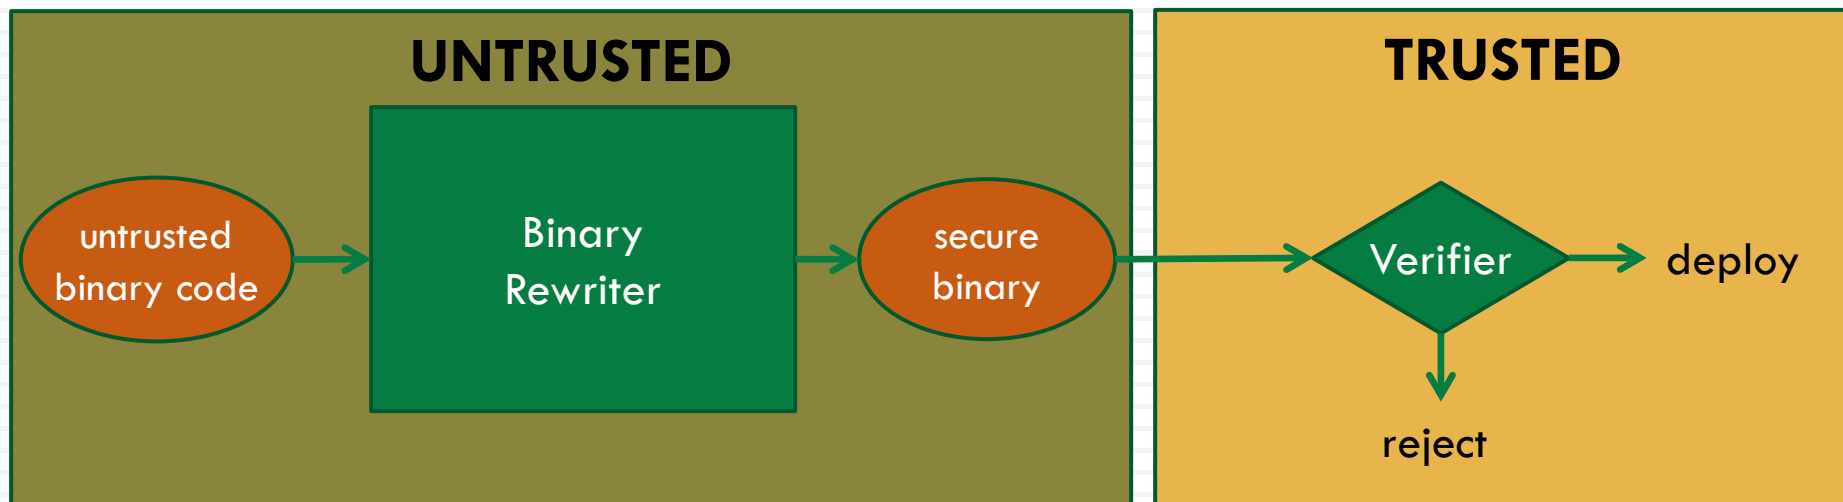 UNTRUSTED
untrusted
binary code
Binary
Rewriter
secure
binary
TRUSTED
Verifier
deploy
reject